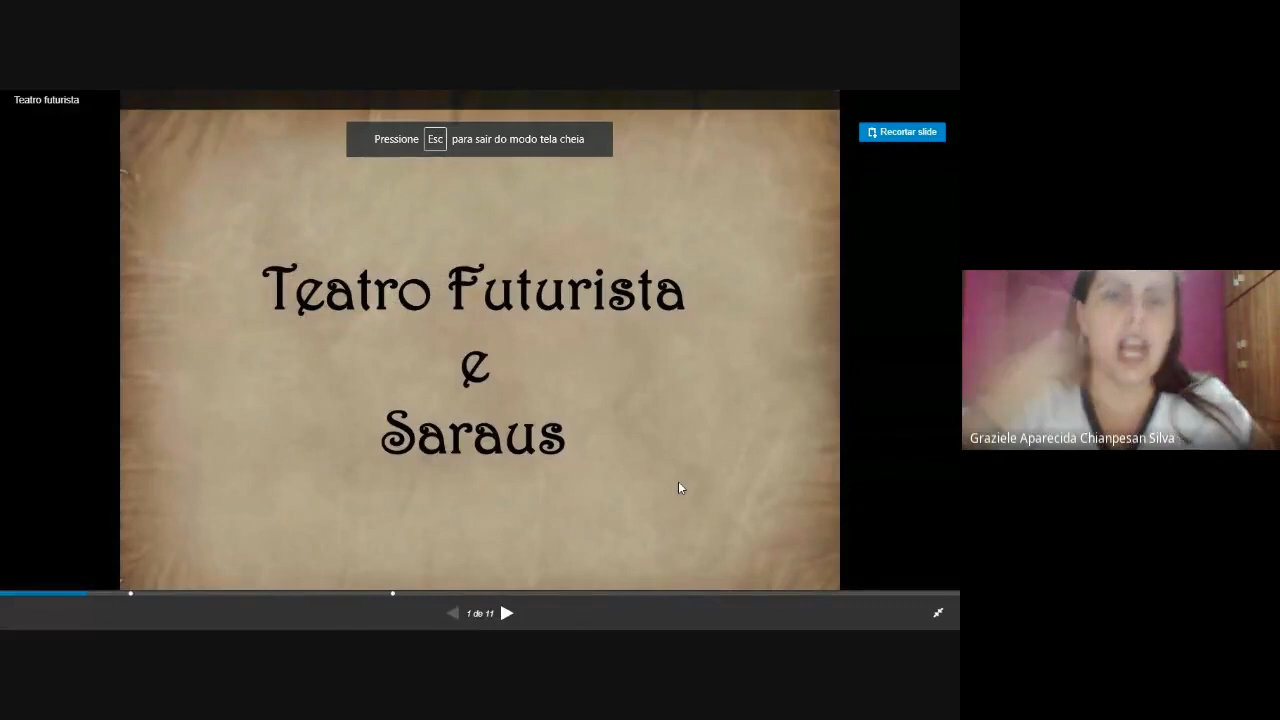 Teatro futurista
Pressione Esc para sair do modo tela cheia
Recortar slide
Teatro Futurista
e
Saraus
Graziele Aparecida Chianpesan Silva
1 de 11